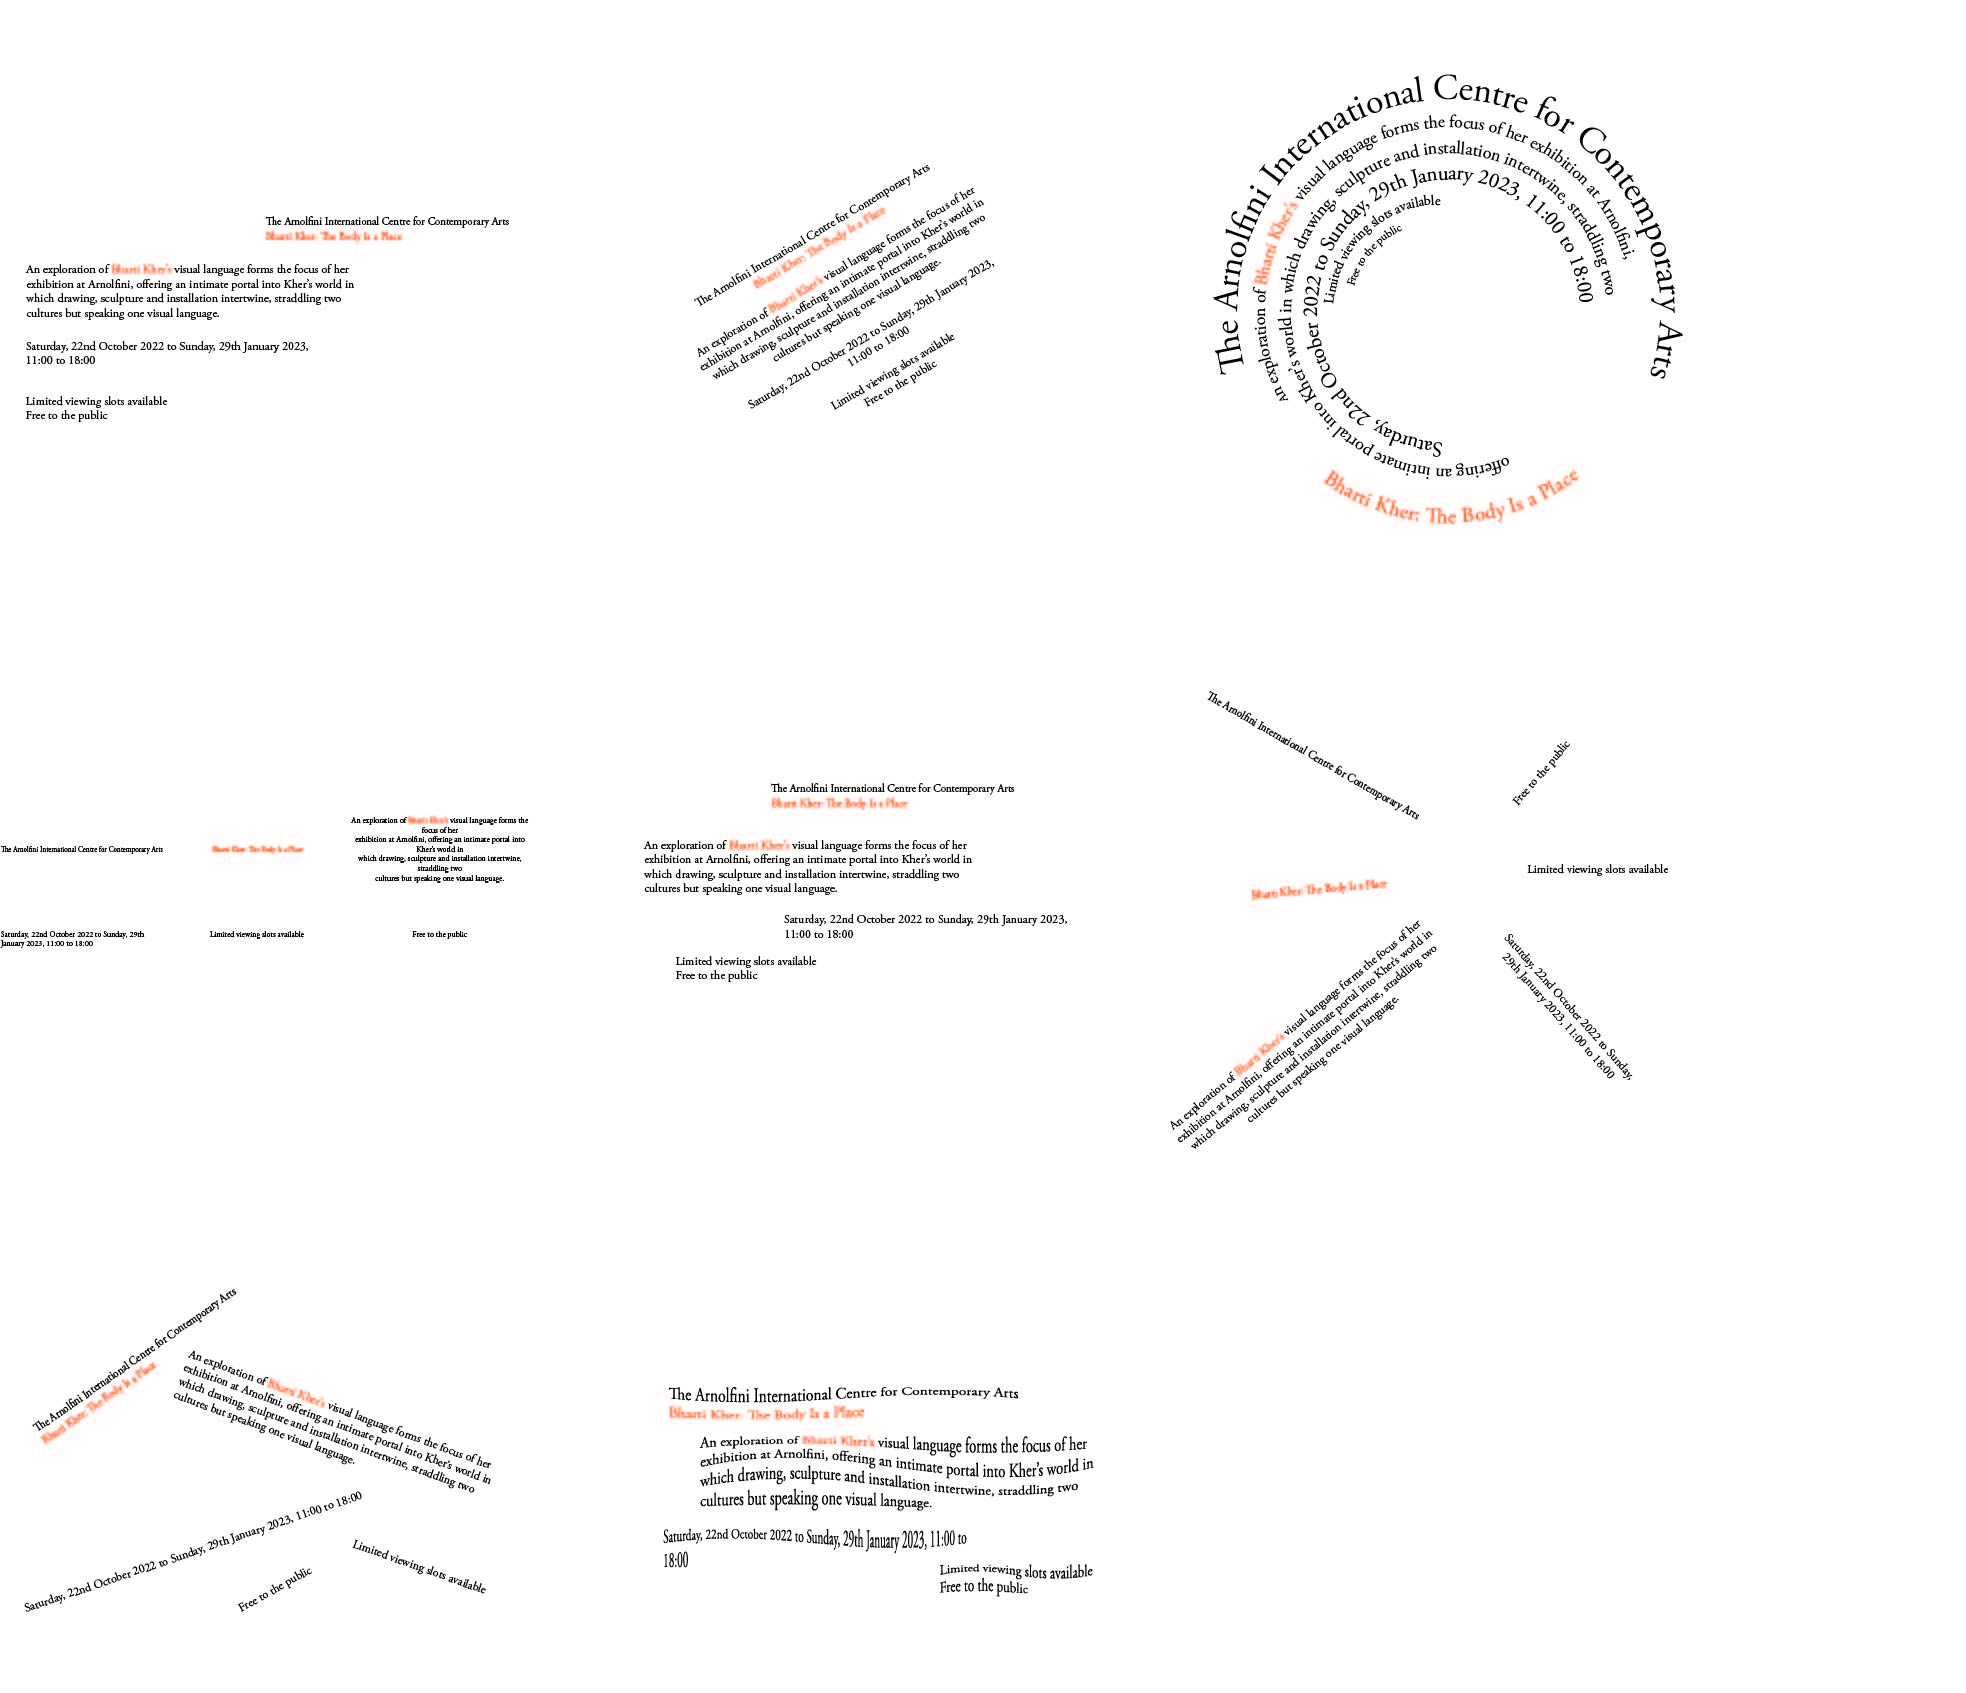 The Arnolfini International Centre for Contemporary Arts
Bharti Kher: The Body Is a Place
An exploration of Bharti Kher's visual language forms the focus of her
exhibition at Arnolfini, offering an intimate portal into Kher's world in
which drawing, sculpture and installation intertwine, straddling two
cultures but speaking one visual language.
Saturday, 22nd October 2022 to Sunday, 29th January 2023,
11:00 to 18:00
Limited viewing slots available
Free to the public
The Arnolfini International Centre for Contemporary Arts
Bharti Kher: The Body Is a Place
An exploration of Bharti Kher's visual language forms the focus of her
exhibition at Arnolfini, offering an intimate portal into Kher's world in
which drawing, sculpture and installation intertwine, straddling two
cultures but speaking one visual language.
Saturday, 22nd October 2022 to Sunday, 29th January 2023,
11:00 to 18:00
Limited viewing slots available
Free to the public
The Arnolfini International Centre for Contemporary Arts
an exploration of Bharti Kher's visual language forms the focus of her exhibition at Arnolfini,
offering an intimate portal into Kher's world in which drawing, sculpture and installation intertwine, straddling two
Saturday, 22nd October 2022 to Sunday, 29th January 2023, 11:00 to 18:00
Limited viewing slots available
Free to the public
Bharti Kher: The Body Is a Place
The Arnolfini International Centre for Contemporary Arts
Bharti Kher: The Body Is a Place
An exploration of Bharti Kher's visual language forms the
focus of her
exhibition at Arnolfini, offering an intimate portal into
Kher's world in
which drawing, sculpture and installation intertwine,
straddling two
cultures but speaking one visual language.
Saturday, 22nd October 2022 to Sunday, 29th
January 2023, 11:00 to 18:00
Limited viewing slots available
Free to the public
The Arnolfini International Centre for Contemporary Arts
Bharti Kher: The Body Is a Place
An exploration of Bharti Kher's visual language forms the focus of her
exhibition at Arnolfini, offering an intimate portal into Kher's world in
which drawing, sculpture and installation intertwine, straddling two
cultures but speaking one visual language.
Saturday, 22nd October 2022 to Sunday, 29th January 2023,
11:00 to 18:00
Limited viewing slots available
Free to the public
The Arnolfini International Centre for Contemporary Arts
Free to the public
Limited viewing slots available
Bharti Kher: The Body Is a Place
An exploration of Bharti Kher's visual language forms the focus of her
exhibition at Arnolfini, offering an intimate portal into Kher's world in
which drawing, sculpture and installation intertwine, straddling two
cultures but speaking one visual language.
Saturday, 22nd October 2022 to Sunday,
29th January 2023, 11:00 to 18:00
The Arnolfini International Centre for Contemporary Arts
Bharti Kher: The Body Is a Place
An exploration of Bharti Kher's visual language forms the focus of her
exhibition at Arnolfini, offering an intimate portal into Kher's world in
which drawing, sculpture and installation intertwine, straddling two
cultures but speaking one visual language.
Saturday, 22nd October 2022 to Sunday, 29th January 2023, 11:00 to 18:00
Limited viewing slots available
Free to the public
The Arnolfini International Centre for Contemporary Arts
Bharti Kher: The Body Is a Place
An exploration of Bharti Kher's visual language forms the focus of her
exhibition at Arnolfini, offering an intimate portal into Kher's world in
which drawing, sculpture and installation intertwine, straddling two
cultures but speaking one visual language.
Saturday, 22nd October 2022 to Sunday, 29th January 2023, 11:00 to
18:00
Limited viewing slots available
Free to the public